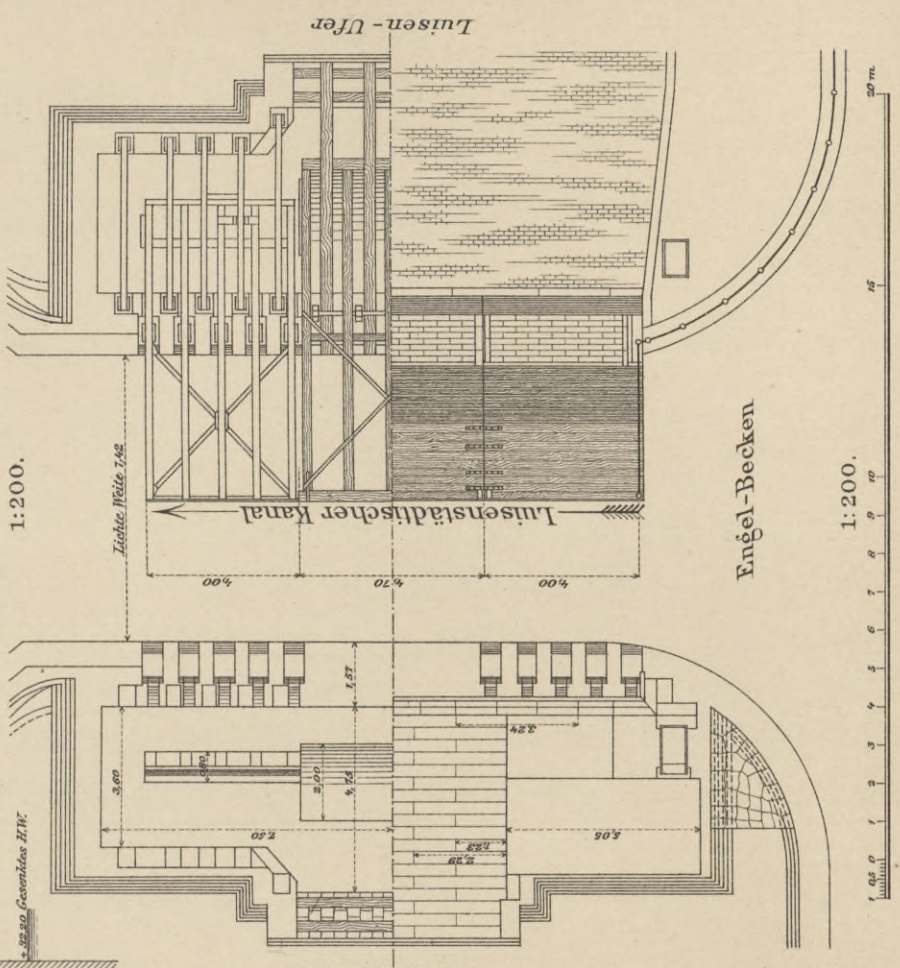 Luisen-Ufer
1:200.
Lichte Weite 7,42
Luisenstädtischer Kanal
4,00
4,70
4,00
Engel-Becken
1:200.
1,57
3,60
0,80
2,00
4,75
3,24
7,50
1,23
2,29
5,05
+ 32.20 Gesenktes H.W.
1 0,5 0 1 2 3 4 5 6 7 8 9 10 15 20 m